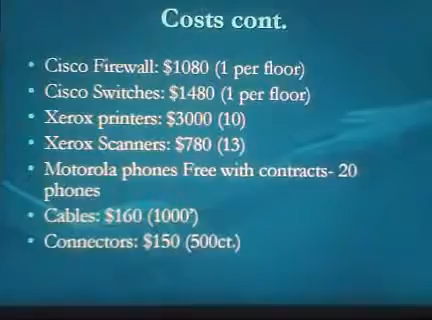 Costs cont.
• Cisco Firewall: $1080 (1 per floor)
• Cisco Switches: $1480 (1 per floor)
• Xerox printers: $3000 (10)
• Xerox Scanners: $780 (13)
• Motorola phones Free with contracts- 20
phones
• Cables: $160 (1000’)
• Connectors: $150 (500ct.)